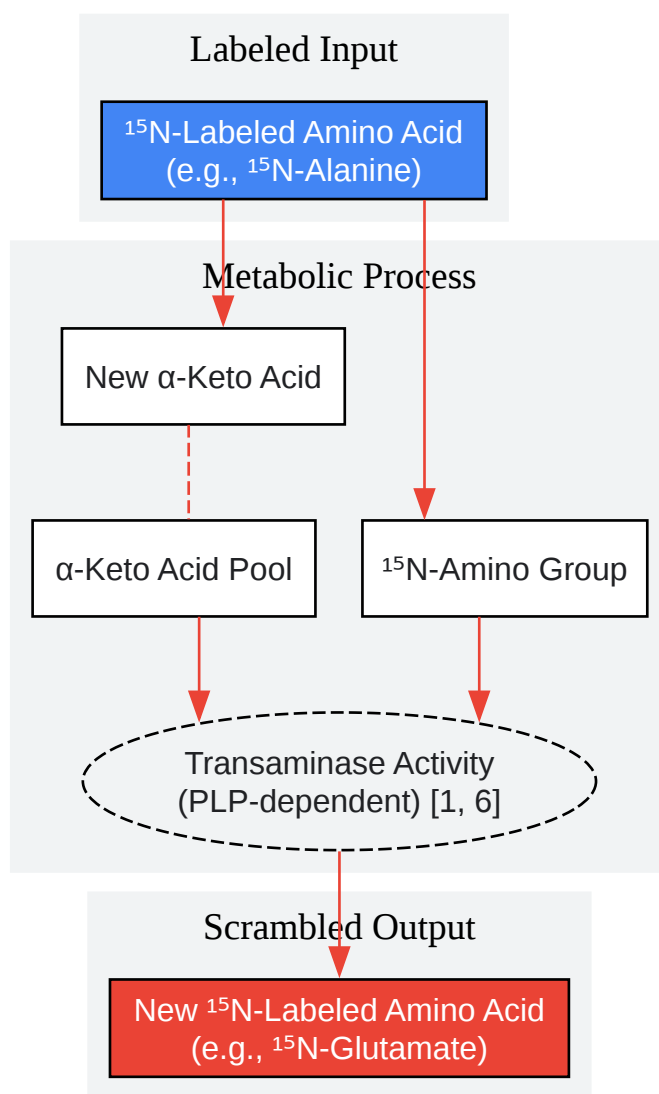 Labeled Input
¹⁵N-Labeled Amino Acid
(e.g., ¹⁵N-Alanine)
Metabolic Process
New α-Keto Acid
α-Keto Acid Pool
¹⁵N-Amino Group
Transaminase Activity
(PLP-dependent) [1, 6]
Scrambled Output
New ¹⁵N-Labeled Amino Acid
(e.g., ¹⁵N-Glutamate)